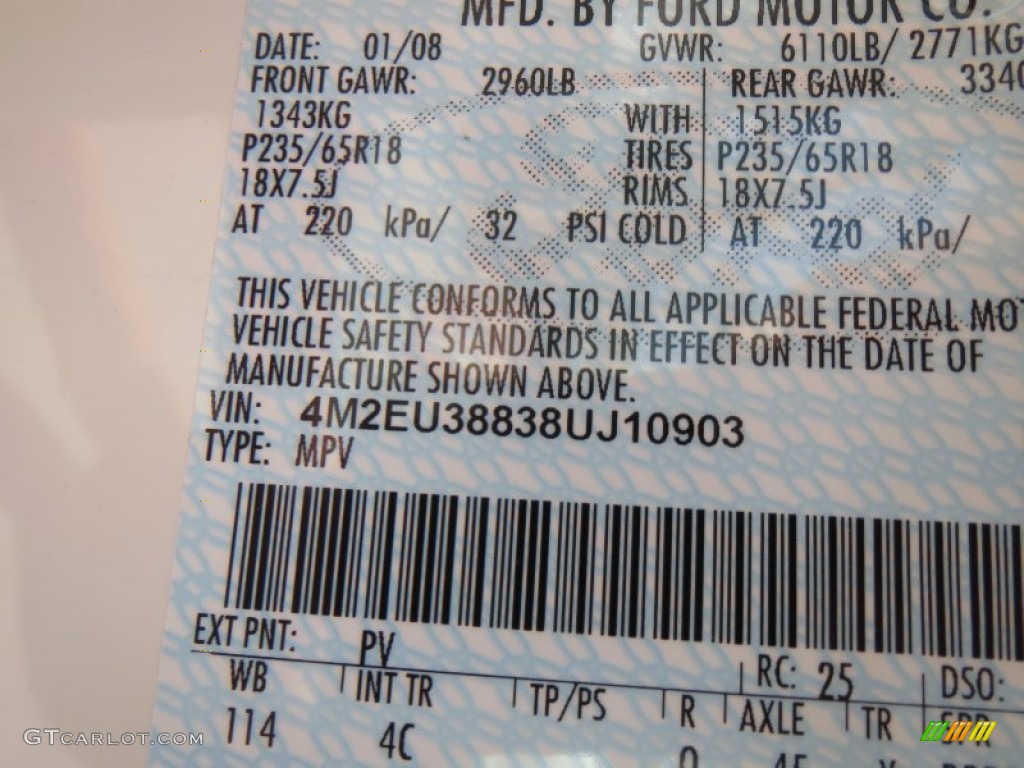 MFD. BY FORD MOTOR CO.
DATE: 01/08 GVWR: 6110LB/ 2771KG
FRONT GAWR: 2960LB REAR GAWR: 3340
1343KG WITH 1515KG
P235/65R18 TIRES P235/65R18
18X7.5J RIMS 18X7.5J
AT 220 kPa/ 32 PSI COLD AT 220 kPa/
THIS VEHICLE CONFORMS TO ALL APPLICABLE FEDERAL MOT
VEHICLE SAFETY STANDARDS IN EFFECT ON THE DATE OF
MANUFACTURE SHOWN ABOVE.
VIN: 4M2EU38838UJ10903
TYPE: MPV
EXT PNT: PV RC: 25 DSO:
WB INT TR TP/PS R AXLE TR SPR
114 4C
GTCARLOT.COM